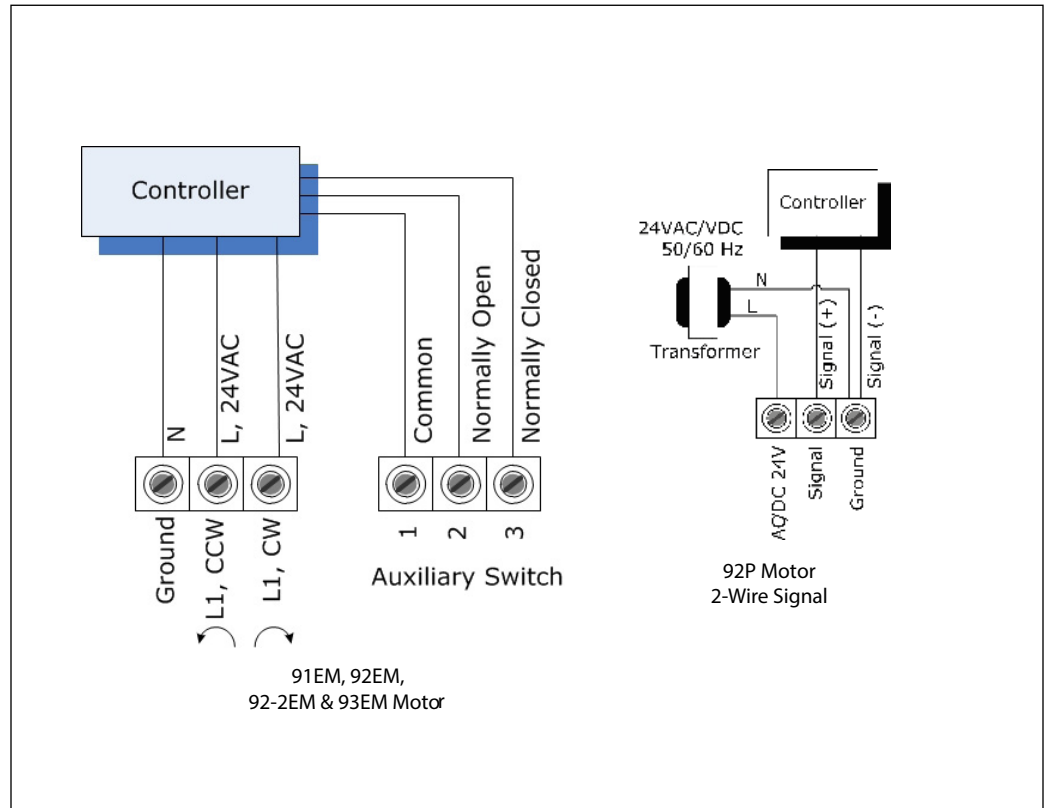 Controller
N
L, 24VAC
L, 24VAC
Common
Normally Open
Normally Closed
Ground
L1, CCW
L1, CW
1
2
3
Auxiliary Switch
91EM, 92EM,
92-2EM & 93EM Motor
Controller
24VAC/VDC
50/60 Hz
N
L
Transformer
Signal (+)
Signal (-)
AC/DC 24V
Signal
Ground
92P Motor
2-Wire Signal